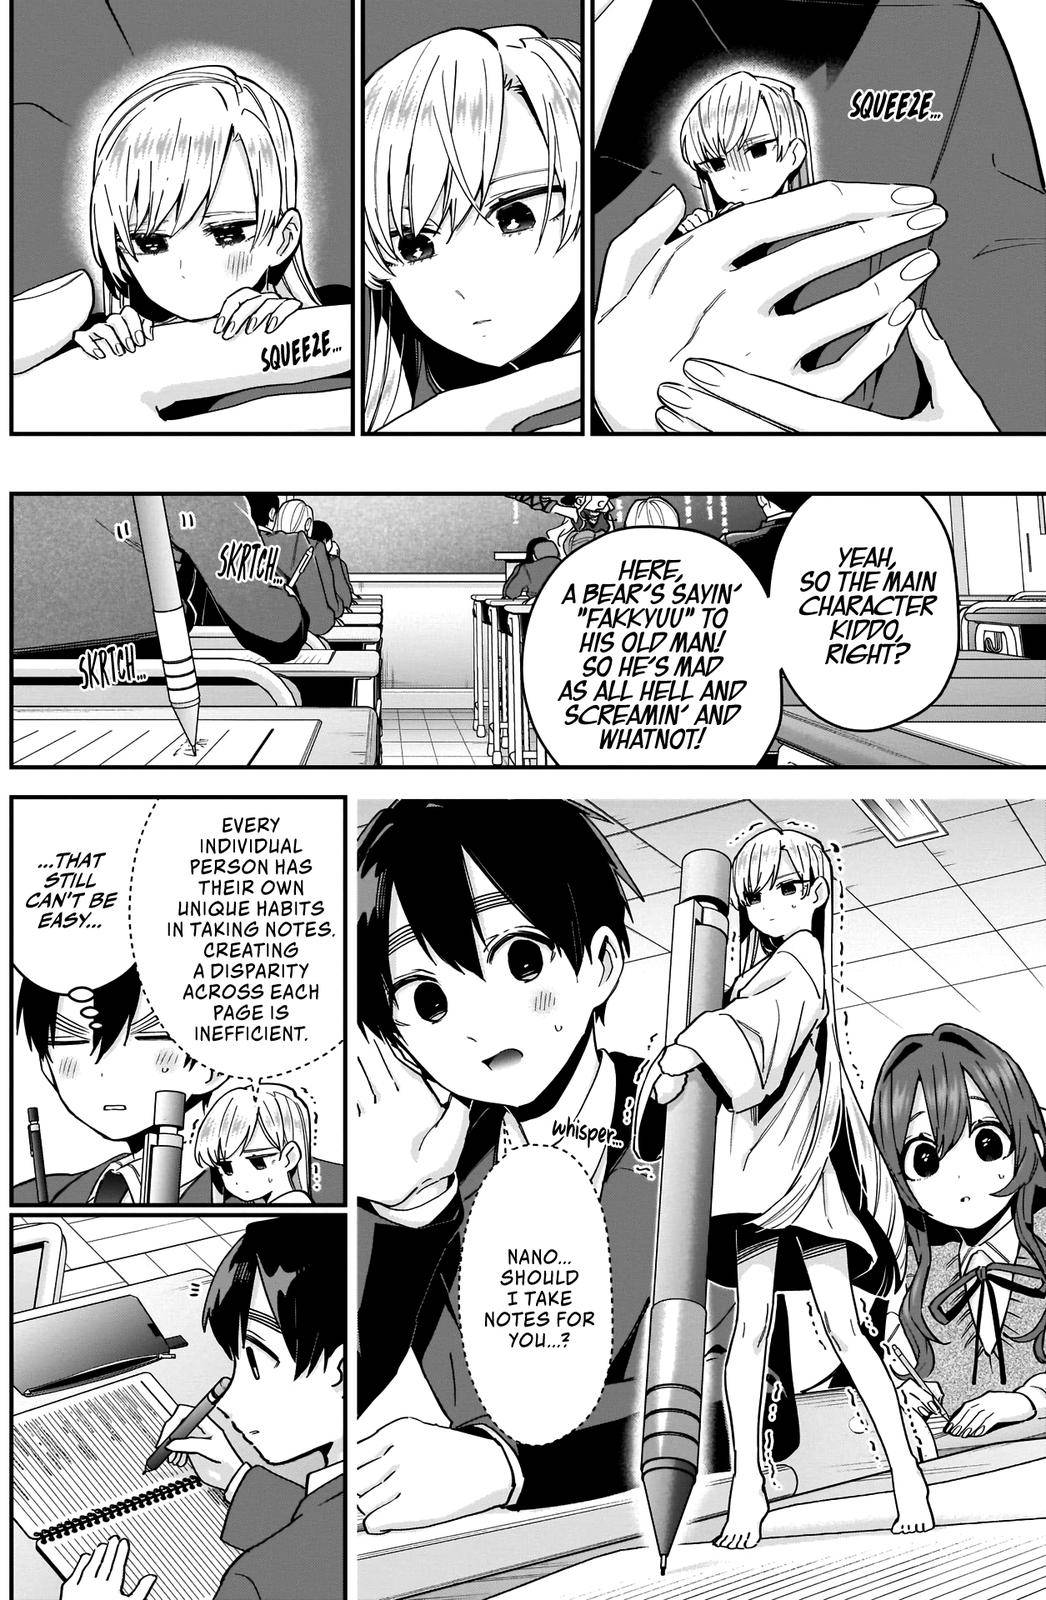 SQUEEZE...
SQUEEZE...
YEAH,
SO THE MAIN
CHARACTER
KIDDO,
RIGHT?
HERE,
A BEAR'S SAYIN'
"FAKKYUU" TO
HIS OLD MAN!
SO HE'S MAD
AS ALL HELL AND
SCREAMIN' AND
WHATNOT!
SKRTCH...
SKRTCH...
whisper...
NANO...
SHOULD
I TAKE
NOTES FOR
YOU...?
EVERY
INDIVIDUAL
PERSON HAS
THEIR OWN
UNIQUE HABITS
IN TAKING NOTES.
CREATING
A DISPARITY
ACROSS EACH
PAGE IS
INEFFICIENT.
...THAT
STILL
CAN'T BE
EASY...